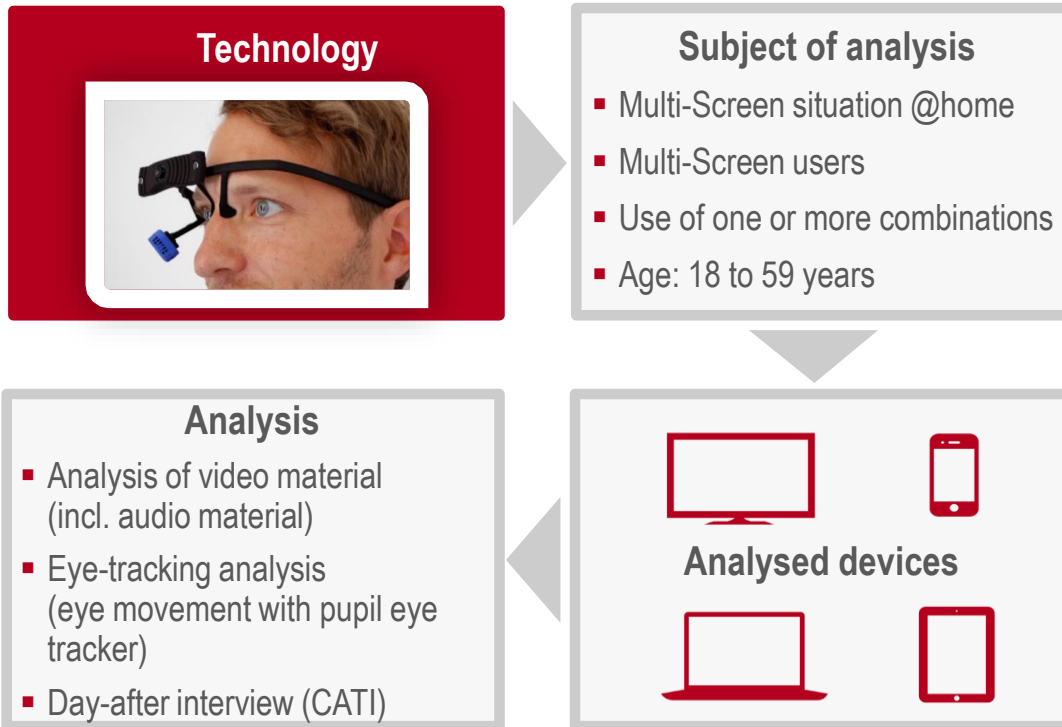 Technology
Subject of analysis
▪ Multi-Screen situation @home
▪ Multi-Screen users
▪ Use of one or more combinations
▪ Age: 18 to 59 years
Analysed devices
Analysis
▪ Analysis of video material
(incl. audio material)
▪ Eye-tracking analysis
(eye movement with pupil eye
tracker)
▪ Day-after interview (CATI)